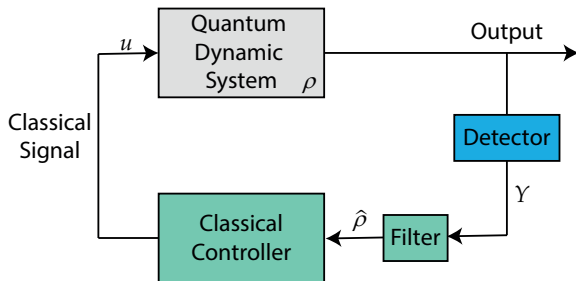 Quantum
Dynamic
System
ρ
u
Output
Detector
Y
Classical
Signal
Classical
Controller
ρ̂
Filter